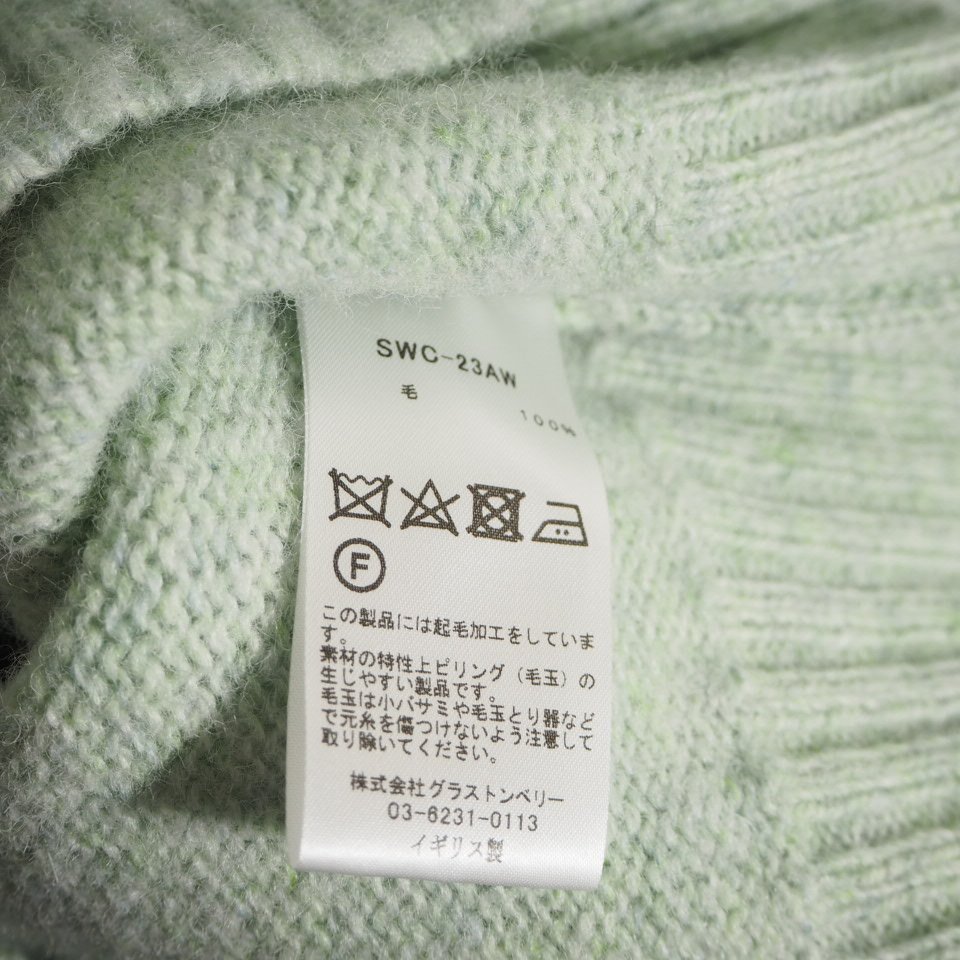 SWC-23AW
毛 100%
F
この製品には起毛加工をしていま
す。
素材の特性上ピリング（毛玉）の
生じやすい製品です。
毛玉は小バサミや毛玉とり器など
で元糸を傷つけないよう注意して
取り除いてください。
株式会社グラストンベリー
03-6231-0113
イギリス製